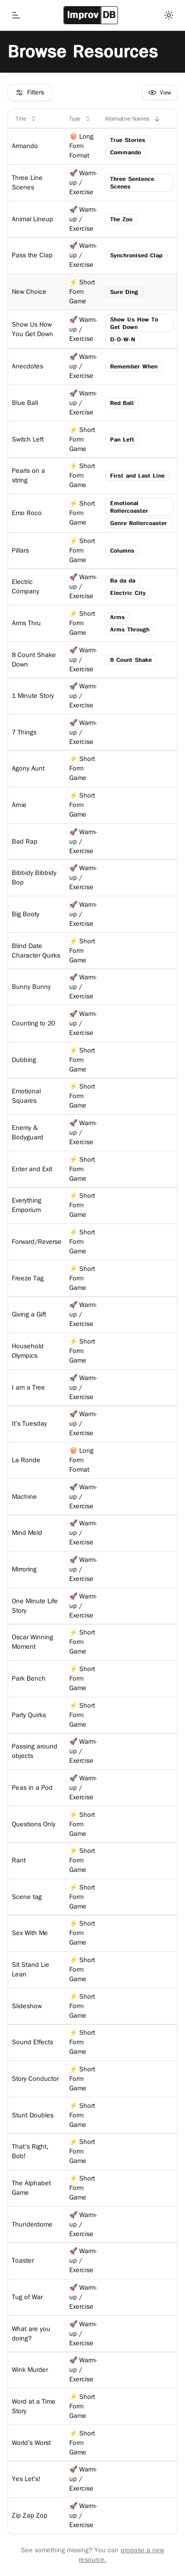 Improv DB
Browse Resources
Filters
View
Title
Type
Alternative Names
Armando
🍿 Long
Form
Format
True Stories
Commando
Three Line
Scenes
🚀 Warm-
up /
Exercise
Three Sentence
Scenes
Animal Lineup
🚀 Warm-
up /
Exercise
The Zoo
Pass the Clap
🚀 Warm-
up /
Exercise
Synchronised Clap
New Choice
⚡ Short
Form
Game
Sure Ding
Show Us How
You Get Down
🚀 Warm-
up /
Exercise
Show Us How To
Get Down
D-O-W-N
Anecdotes
🚀 Warm-
up /
Exercise
Remember When
Blue Ball
🚀 Warm-
up /
Exercise
Red Ball
Switch Left
⚡ Short
Form
Game
Pan Left
Pearls on a
string
⚡ Short
Form
Game
First and Last Line
Emo Roco
⚡ Short
Form
Game
Emotional
Rollercoaster
Genre Rollercoaster
Pillars
⚡ Short
Form
Game
Columns
Electric
Company
🚀 Warm-
up /
Exercise
Ba da da
Electric City
Arms Thru
⚡ Short
Form
Game
Arms
Arms Through
8 Count Shake
Down
🚀 Warm-
up /
Exercise
8 Count Shake
1 Minute Story
🚀 Warm-
up /
Exercise
7 Things
🚀 Warm-
up /
Exercise
Agony Aunt
⚡ Short
Form
Game
Arnie
⚡ Short
Form
Game
Bad Rap
🚀 Warm-
up /
Exercise
Bibbidy Bibbidy
Bop
🚀 Warm-
up /
Exercise
Big Booty
🚀 Warm-
up /
Exercise
Blind Date
Character Quirks
⚡ Short
Form
Game
Bunny Bunny
🚀 Warm-
up /
Exercise
Counting to 20
🚀 Warm-
up /
Exercise
Dubbing
⚡ Short
Form
Game
Emotional
Squares
⚡ Short
Form
Game
Enemy &
Bodyguard
🚀 Warm-
up /
Exercise
Enter and Exit
⚡ Short
Form
Game
Everything
Emporium
⚡ Short
Form
Game
Forward/Reverse
⚡ Short
Form
Game
Freeze Tag
⚡ Short
Form
Game
Giving a Gift
🚀 Warm-
up /
Exercise
Household
Olympics
⚡ Short
Form
Game
I am a Tree
🚀 Warm-
up /
Exercise
It's Tuesday
🚀 Warm-
up /
Exercise
La Ronde
🍿 Long
Form
Format
Machine
🚀 Warm-
up /
Exercise
Mind Meld
🚀 Warm-
up /
Exercise
Mirroring
🚀 Warm-
up /
Exercise
One Minute Life
Story
🚀 Warm-
up /
Exercise
Oscar Winning
Moment
⚡ Short
Form
Game
Park Bench
⚡ Short
Form
Game
Party Quirks
⚡ Short
Form
Game
Passing around
objects
🚀 Warm-
up /
Exercise
Peas in a Pod
🚀 Warm-
up /
Exercise
Questions Only
⚡ Short
Form
Game
Rant
⚡ Short
Form
Game
Scene tag
⚡ Short
Form
Game
Sex With Me
⚡ Short
Form
Game
Sit Stand Lie
Lean
⚡ Short
Form
Game
Slideshow
⚡ Short
Form
Game
Sound Effects
⚡ Short
Form
Game
Story Conductor
⚡ Short
Form
Game
Stunt Doubles
⚡ Short
Form
Game
That's Right,
Bob!
⚡ Short
Form
Game
The Alphabet
Game
⚡ Short
Form
Game
Thunderdome
🚀 Warm-
up /
Exercise
Toaster
🚀 Warm-
up /
Exercise
Tug of War
🚀 Warm-
up /
Exercise
What are you
doing?
🚀 Warm-
up /
Exercise
Wink Murder
🚀 Warm-
up /
Exercise
Word at a Time
Story
⚡ Short
Form
Game
World's Worst
⚡ Short
Form
Game
Yes Let's!
🚀 Warm-
up /
Exercise
Zip Zap Zop
🚀 Warm-
up /
Exercise
See something missing? You can propose a new
resource.